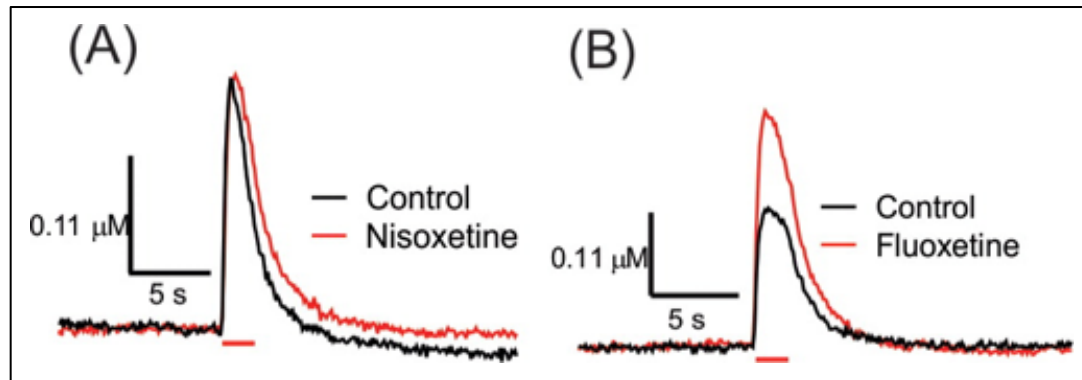 (A)
Control
Nisoxetine
0.11 μM
5 s
(B)
Control
Fluoxetine
0.11 μM
5 s